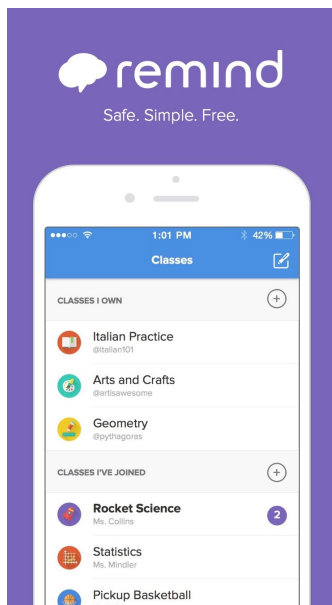 remind
Safe. Simple. Free.
1:01 PM
42%
Classes
CLASSES I OWN
Italian Practice
@italian101
Arts and Crafts
@artisawesome
Geometry
@pythagoras
CLASSES I'VE JOINED
Rocket Science
Ms. Collins
2
Statistics
Ms. Mindler
Pickup Basketball